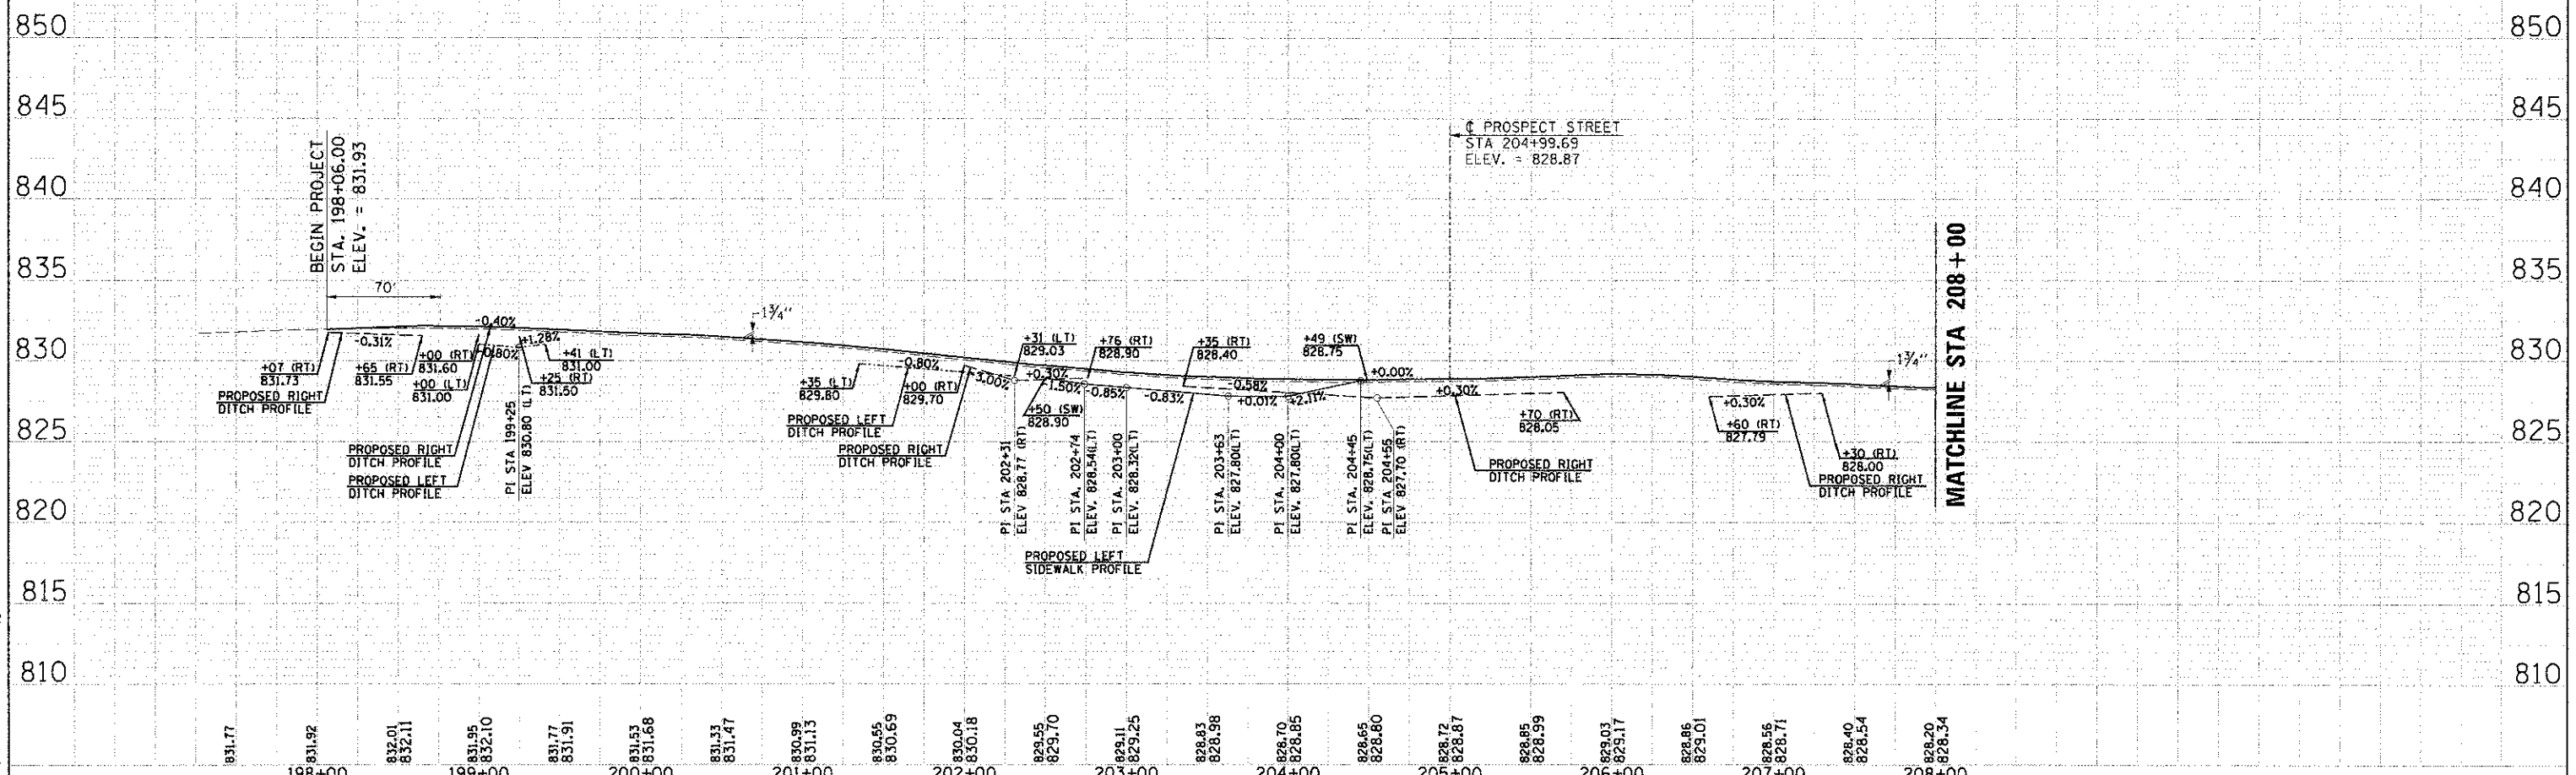 850
850
845
845
840
840
835
835
830
830
825
825
820
820
815
815
810
810
BEGIN PROJECT
STA. 198+06.00
ELEV. = 831.93
70'
-0.31%
-0.40%
-0.80%
+1.28%
+07 (RT)
831.73
PROPOSED RIGHT
DITCH PROFILE
+65 (RT)
831.55
+00 (RT)
831.60
+00 (LT)
831.00
+41 (LT)
831.00
+25 (RT)
831.50
PI STA 199+25
ELEV 830.80 (LT)
PROPOSED RIGHT
DITCH PROFILE
PROPOSED LEFT
DITCH PROFILE
1¾"
+35 (LT)
829.80
PROPOSED LEFT
DITCH PROFILE
-0.80%
+00 (RT)
829.70
PROPOSED RIGHT
DITCH PROFILE
-3.00%
+31 (LT)
829.03
+0.30%
-1.50%
+50 (SW)
828.90
+76 (RT)
828.90
-0.85%
-0.83%
+35 (RT)
828.40
-0.58%
+0.01%
+2.11%
+49 (SW)
828.75
+0.00%
PI STA. 202+31
ELEV 828.77 (RT)
PI STA. 202+74
ELEV. 828.54(LT)
PI STA. 203+00
ELEV. 828.32(LT)
PI STA. 203+63
ELEV. 827.80(LT)
PI STA. 204+00
ELEV. 827.80(LT)
PI STA. 204+45
ELEV. 828.75(LT)
PI STA 204+55
ELEV 827.70 (RT)
PROPOSED LEFT
SIDEWALK PROFILE
℄ PROSPECT STREET
STA 204+99.69
ELEV. = 828.87
+0.30%
PROPOSED RIGHT
DITCH PROFILE
+70 (RT)
828.05
+0.30%
+60 (RT)
827.79
+30 (RT)
828.00
PROPOSED RIGHT
DITCH PROFILE
1¾"
MATCHLINE STA 208+00
831.77
831.92
832.01
832.11
831.95
832.10
831.77
831.91
831.53
831.68
831.33
831.47
830.99
831.13
830.55
830.69
830.04
830.18
829.55
829.70
829.11
829.25
828.83
828.98
828.70
828.85
828.65
828.80
828.72
828.87
828.85
828.99
829.03
829.17
828.86
829.01
828.56
828.71
828.40
828.54
828.20
828.34
198+00
199+00
200+00
201+00
202+00
203+00
204+00
205+00
206+00
207+00
208+00